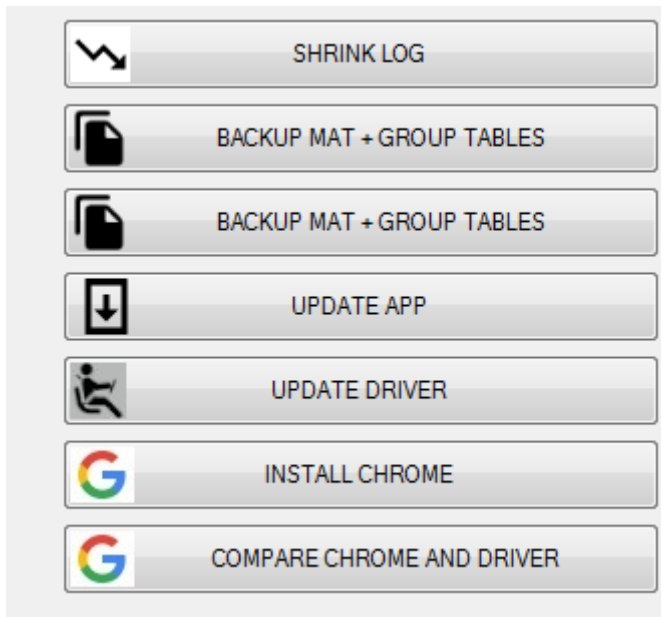 SHRINK LOG
BACKUP MAT + GROUP TABLES
BACKUP MAT + GROUP TABLES
UPDATE APP
UPDATE DRIVER
INSTALL CHROME
COMPARE CHROME AND DRIVER